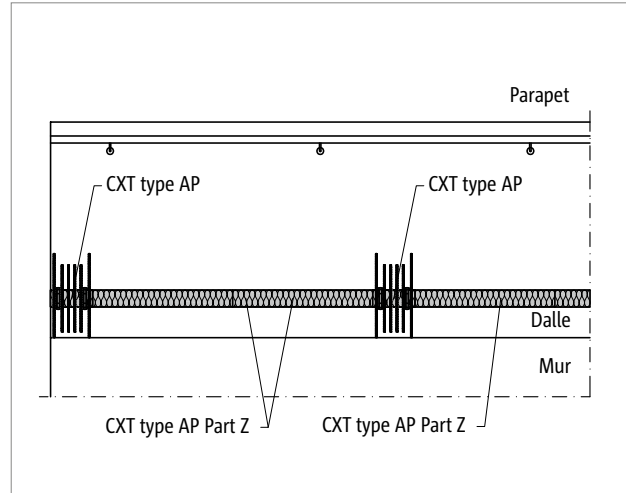 Parapet
CXT type AP
CXT type AP
Dalle
Mur
CXT type AP Part Z
CXT type AP Part Z